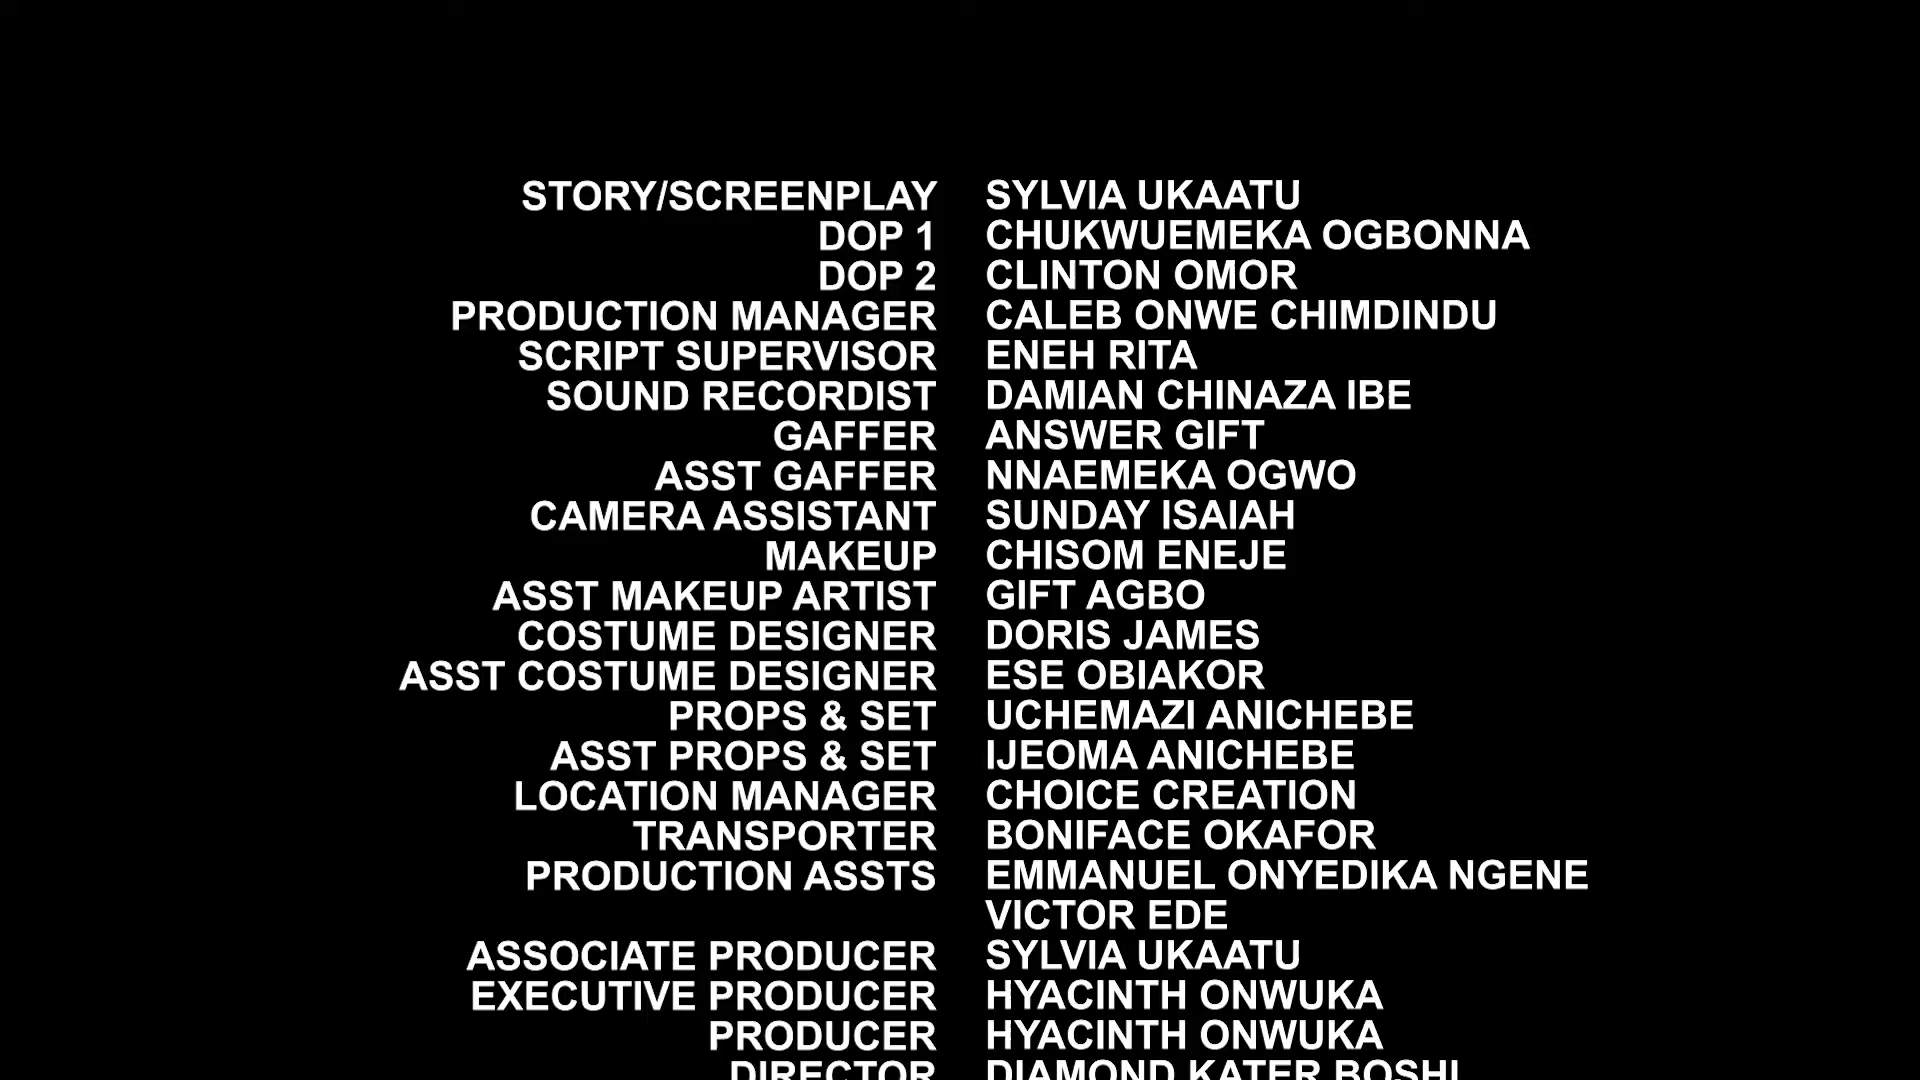 STORY/SCREENPLAY SYLVIA UKAATU
DOP 1 CHUKWUEMEKA OGBONNA
DOP 2 CLINTON OMOR
PRODUCTION MANAGER CALEB ONWE CHIMDINDU
SCRIPT SUPERVISOR ENEH RITA
SOUND RECORDIST DAMIAN CHINAZA IBE
GAFFER ANSWER GIFT
ASST GAFFER NNAEMEKA OGWO
CAMERA ASSISTANT SUNDAY ISAIAH
MAKEUP CHISOM ENEJE
ASST MAKEUP ARTIST GIFT AGBO
COSTUME DESIGNER DORIS JAMES
ASST COSTUME DESIGNER ESE OBIAKOR
PROPS & SET UCHEMAZI ANICHEBE
ASST PROPS & SET IJEOMA ANICHEBE
LOCATION MANAGER CHOICE CREATION
TRANSPORTER BONIFACE OKAFOR
PRODUCTION ASSTS EMMANUEL ONYEDIKA NGENE
VICTOR EDE
ASSOCIATE PRODUCER SYLVIA UKAATU
EXECUTIVE PRODUCER HYACINTH ONWUKA
PRODUCER HYACINTH ONWUKA
DIRECTOR DIAMOND KATER BOSHI